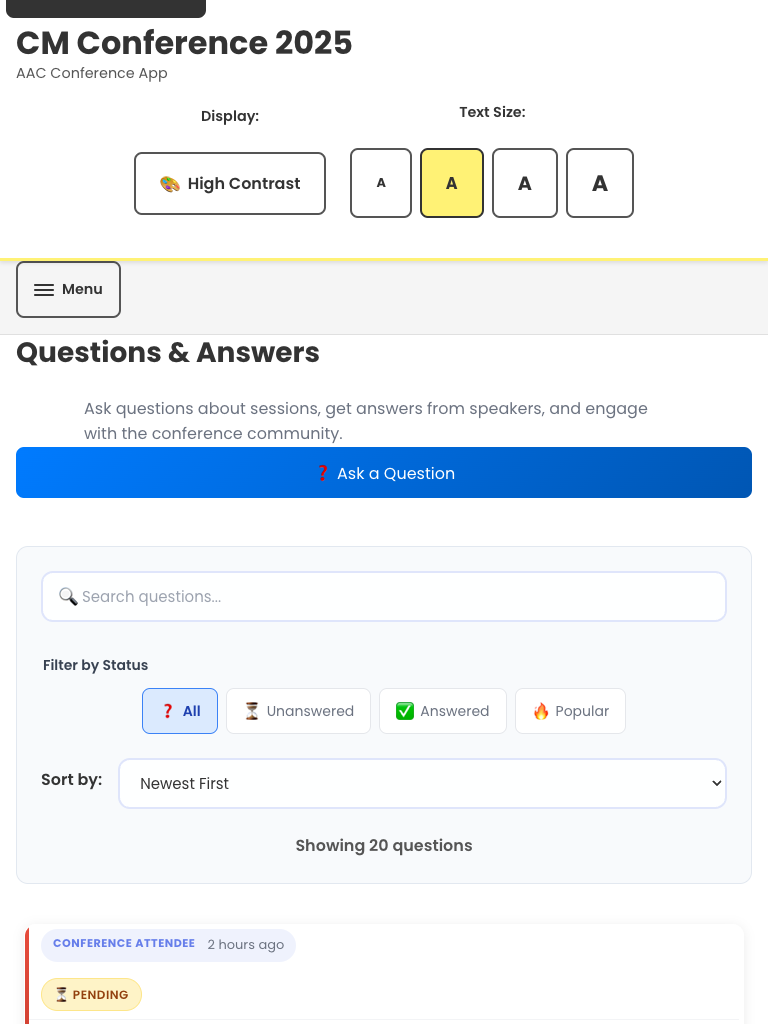 CM Conference 2025
AAC Conference App
Display:
Text Size:
High Contrast
A
A
A
A
Menu
Questions & Answers
Ask questions about sessions, get answers from speakers, and engage
with the conference community.
❓ Ask a Question
🔍 Search questions...
Filter by Status
❓ All
⏳ Unanswered
✅ Answered
🔥 Popular
Sort by:
Newest First
Showing 20 questions
CONFERENCE ATTENDEE
2 hours ago
⏳ PENDING